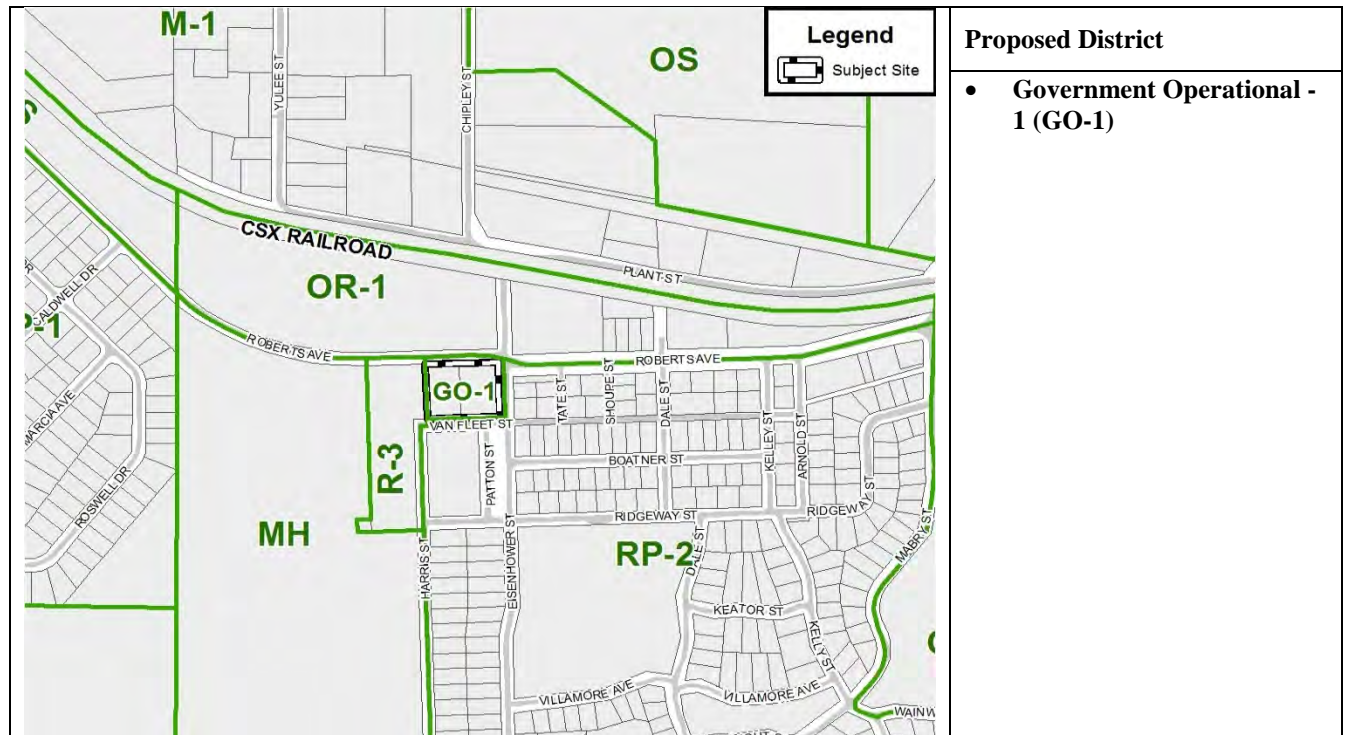 M-1
OS
Legend
Subject Site
YULEE ST
CHIPLEY ST
CSX RAILROAD
PLANT ST
OR-1
CALDWELL DR
ROBERTS AVE
ROBERTS AVE
GO-1
TATE ST
SHOUPE ST
DALE ST
KELLEY ST
ARNOLD ST
VAN FLEET ST
MARCIA AVE
ROSWELL DR
R-3
PATTON ST
BOATNER ST
RIDGEWAY ST
RIDGEWAY ST
MABRY ST
MH
HARRIS ST
EISENHOWER ST
RP-2
DALE ST
KEATOR ST
KELLY ST
VILLAMORE AVE
VILLAMORE AVE
WAINW
Proposed District
• Government Operational -
1 (GO-1)